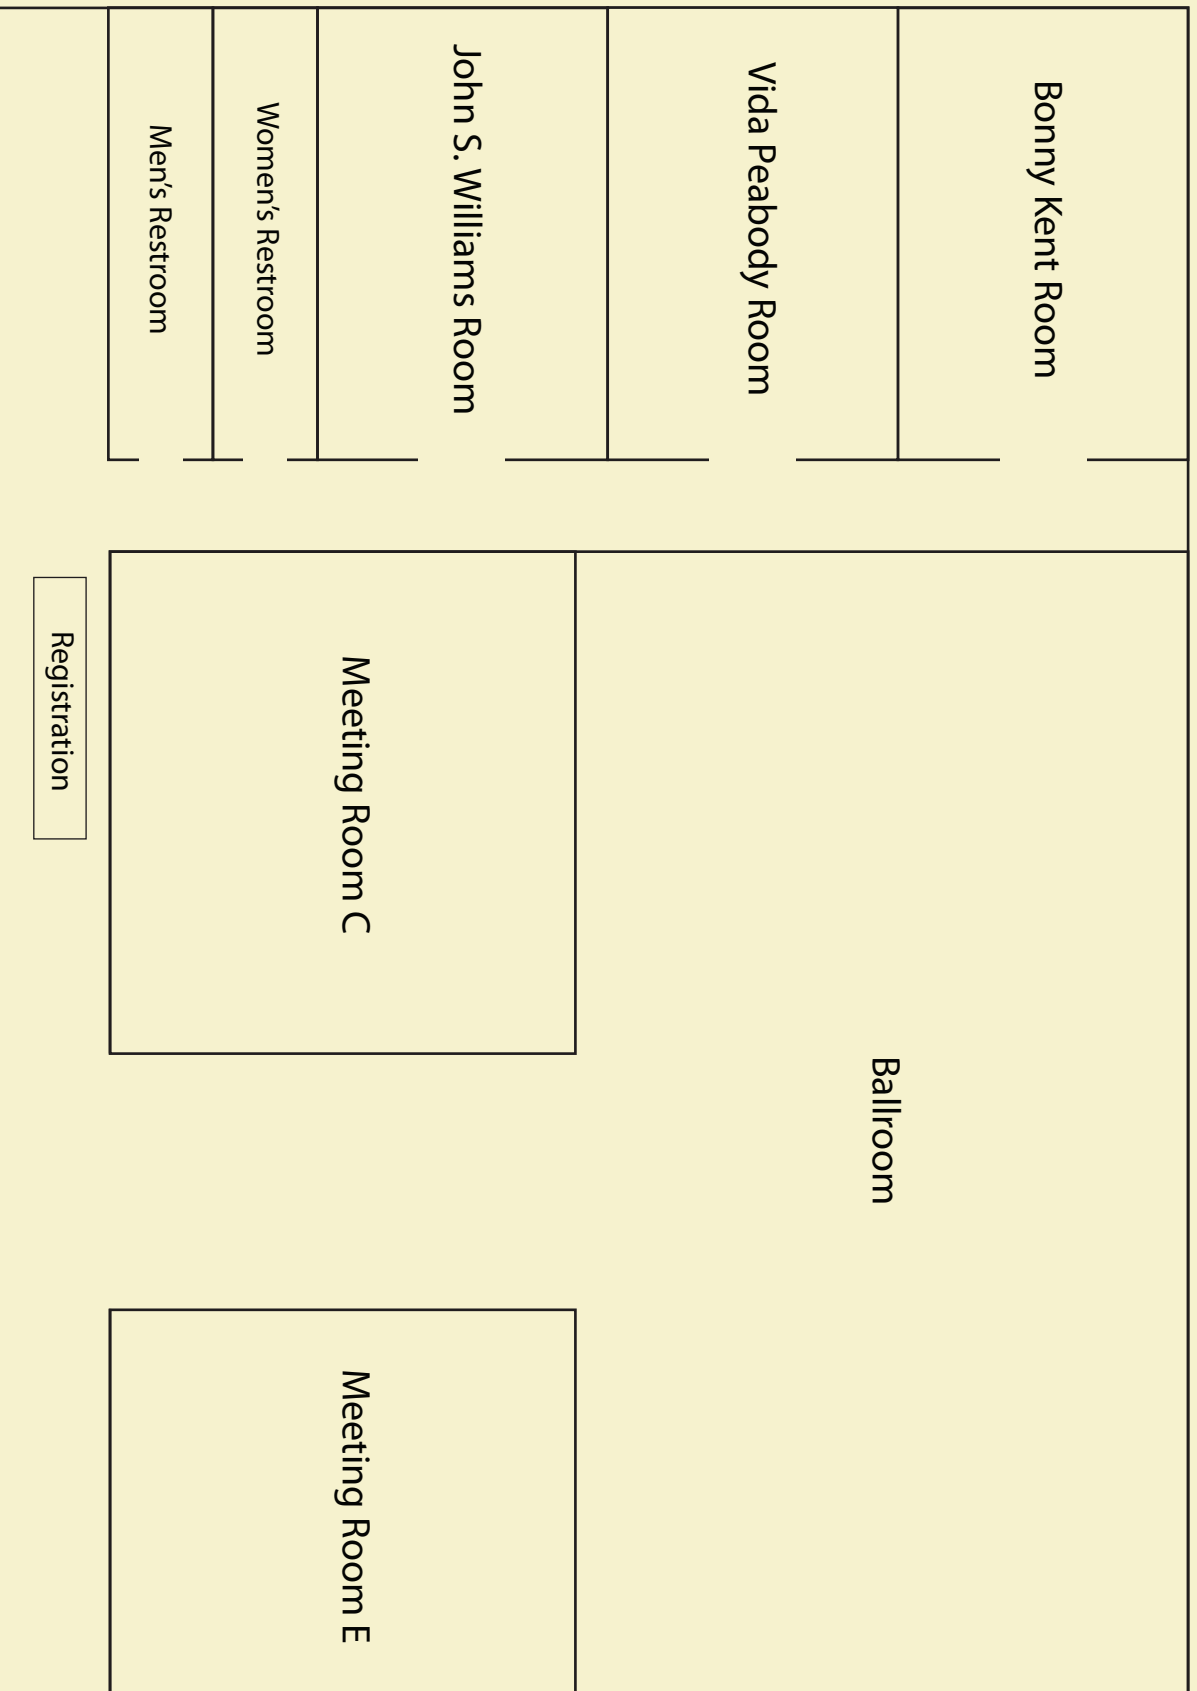 Bonny Kent Room
Vida Peabody Room
John S. Williams Room
Women’s Restroom
Men’s Restroom
Ballroom
Meeting Room C
Meeting Room E
Registration